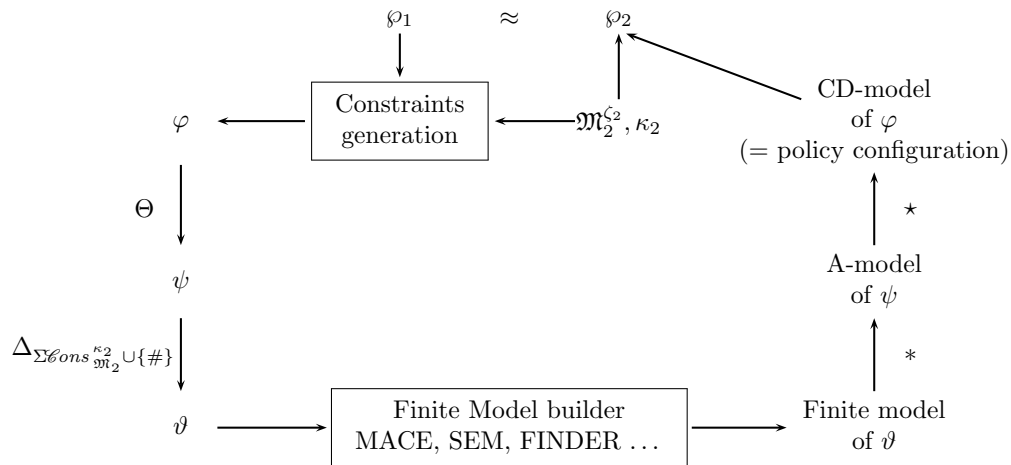 ℘₁ ≈ ℘₂
Constraints
generation
φ
𝔐₂^{ζ₂}, κ₂
CD-model
of φ
(= policy configuration)
Θ
⋆
ψ
A-model
of ψ
Δ_{Σ𝒞ons^{κ₂}_{𝔐₂} ∪ {#}}
∗
ϑ
Finite Model builder
MACE, SEM, FINDER …
Finite model
of ϑ